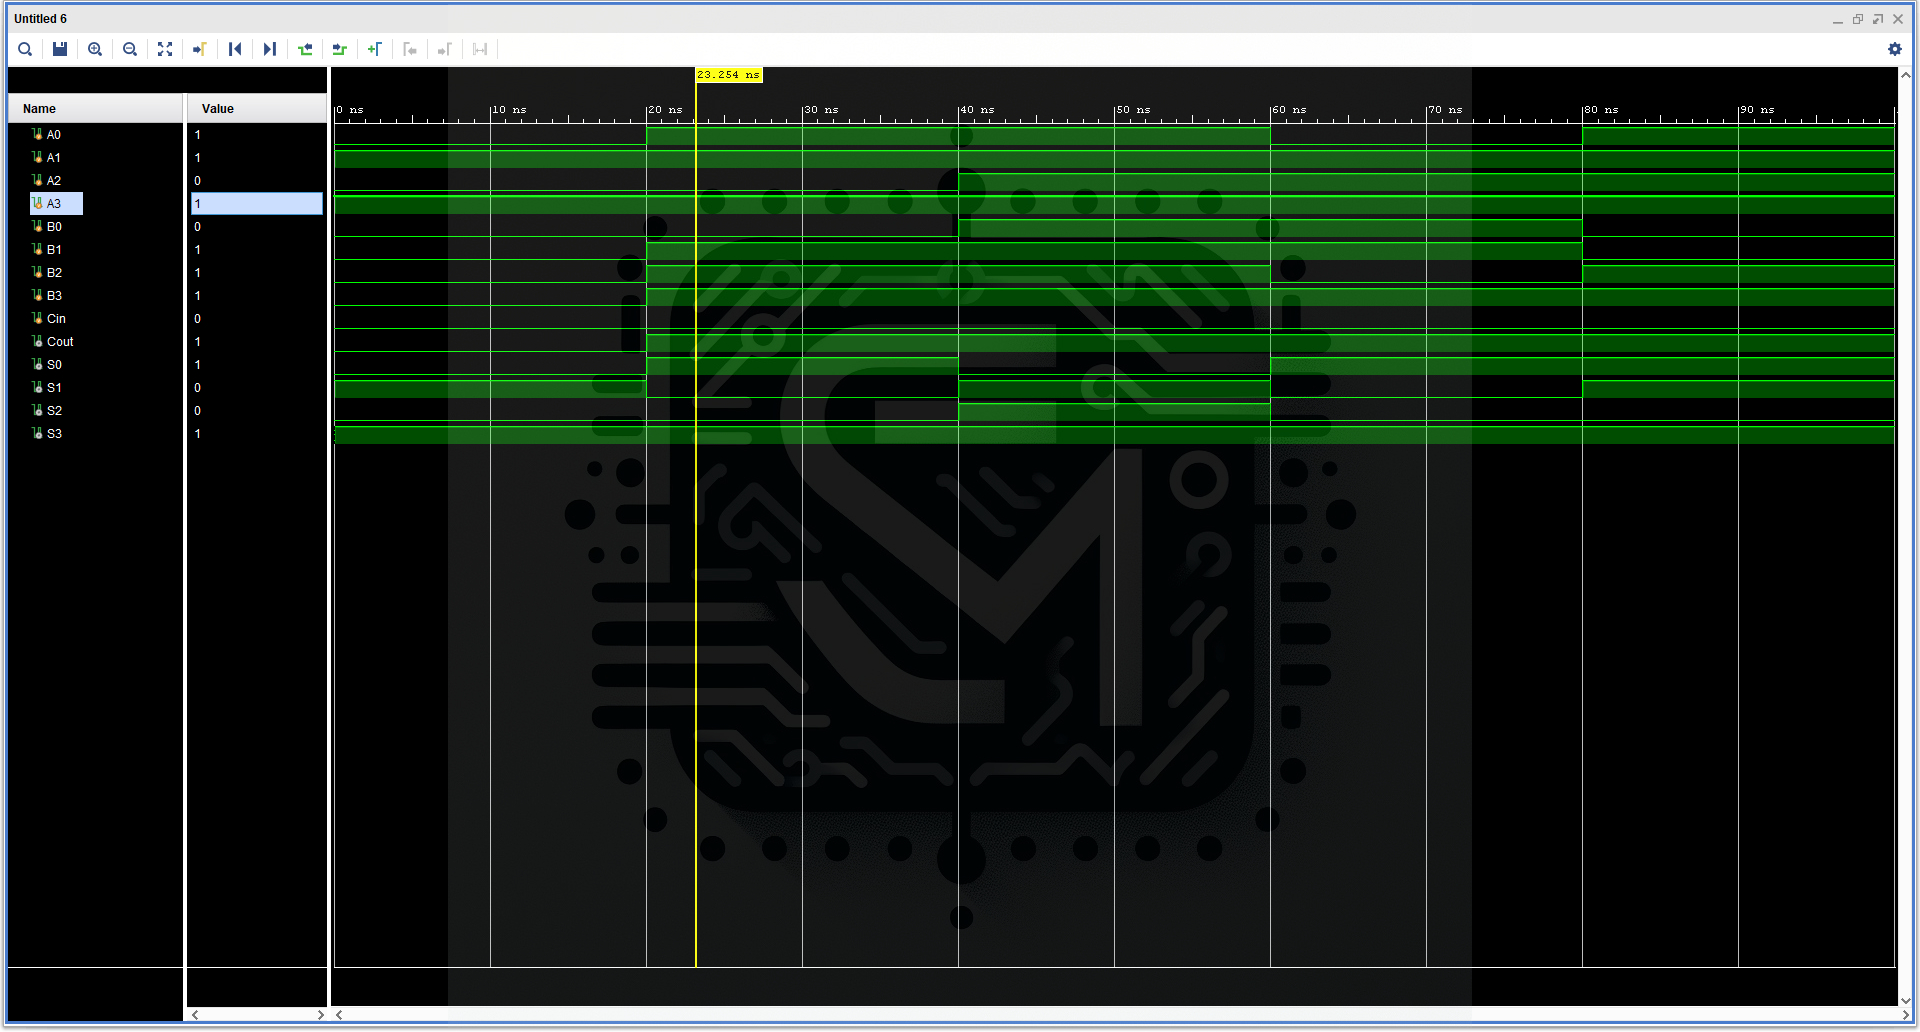 Untitled 6
23.254 ns
Name Value
0 ns 10 ns 20 ns 30 ns 40 ns 50 ns 60 ns 70 ns 80 ns 90 ns
A0 1
A1 1
A2 0
A3 1
B0 0
B1 1
B2 1
B3 1
Cin 0
Cout 1
S0 1
S1 0
S2 0
S3 1